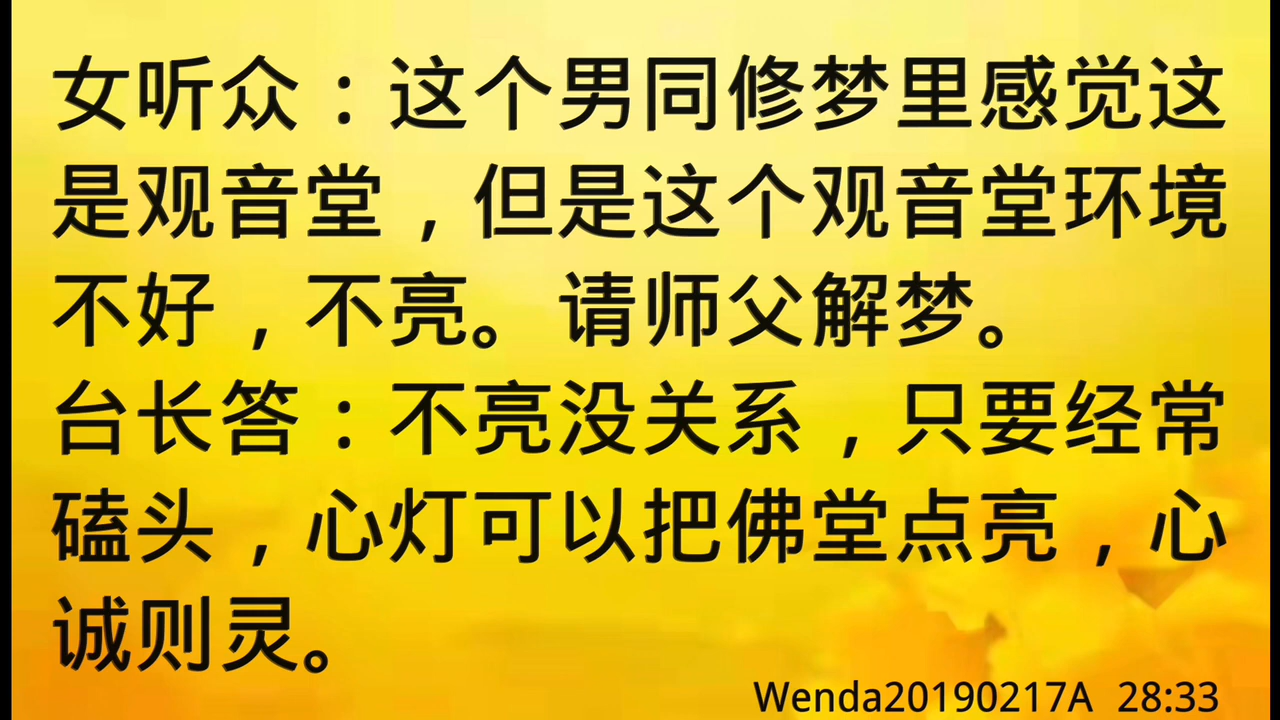 女听众：这个男同修梦里感觉这
是观音堂，但是这个观音堂环境
不好，不亮。请师父解梦。
台长答：不亮没关系，只要经常
磕头，心灯可以把佛堂点亮，心
诚则灵。
Wenda20190217A 28:33